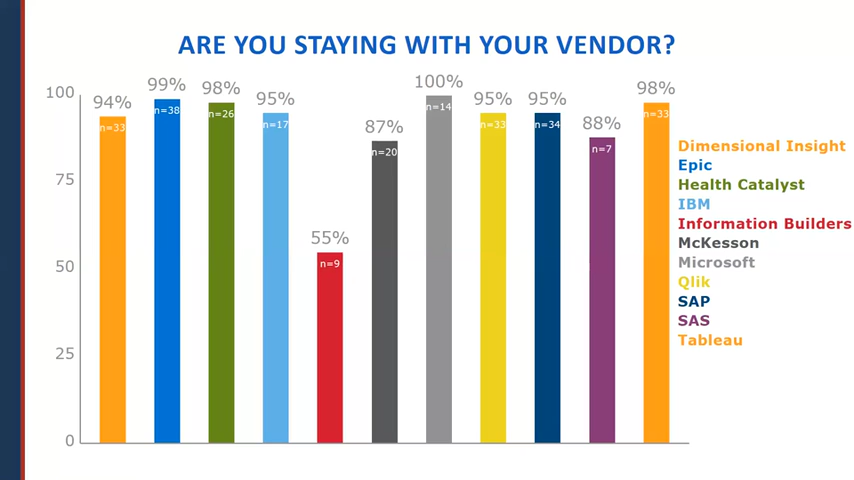 ARE YOU STAYING WITH YOUR VENDOR?
100
75
50
25
0
94%
99%
98%
95%
55%
87%
100%
95%
95%
88%
98%
n=33
n=38
n=26
n=17
n=9
n=20
n=14
n=33
n=34
n=7
n=33
Dimensional Insight
Epic
Health Catalyst
IBM
Information Builders
McKesson
Microsoft
Qlik
SAP
SAS
Tableau